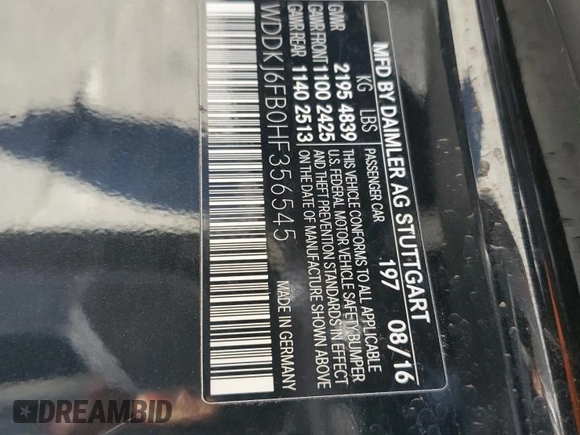 MFD BY DAIMLER AG STUTTGART
197 08/16
KG LBS PASSENGER CAR
GVWR 2195 4839 THIS VEHICLE CONFORMS TO ALL APPLICABLE
GAWR FRONT 1100 2425 U.S. FEDERAL MOTOR VEHICLE SAFETY/BUMPER
GAWR REAR 1140 2513 AND THEFT PREVENTION STANDARDS IN EFFECT
ON THE DATE OF MANUFACTURE SHOWN ABOVE
WDDKJ6FB0HF356545
MADE IN GERMANY
DREAMBID